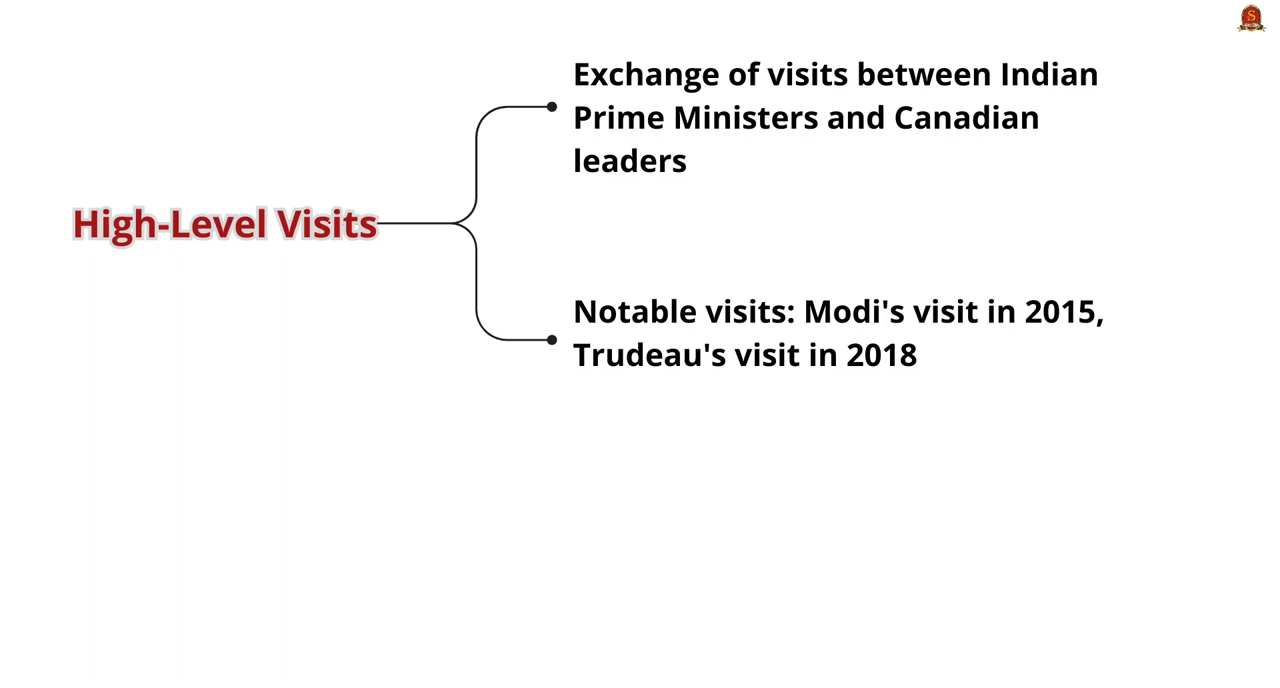 Exchange of visits between Indian
Prime Ministers and Canadian
leaders
High-Level Visits
Notable visits: Modi's visit in 2015,
Trudeau's visit in 2018
S